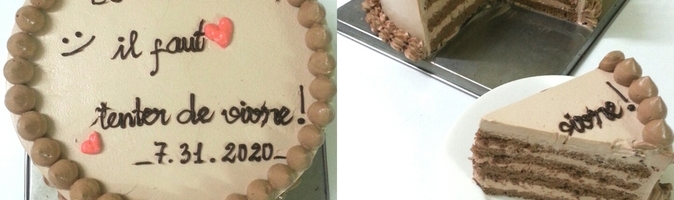 :) il faut
tenter de vivre!
_7.31.2020_
vivre!